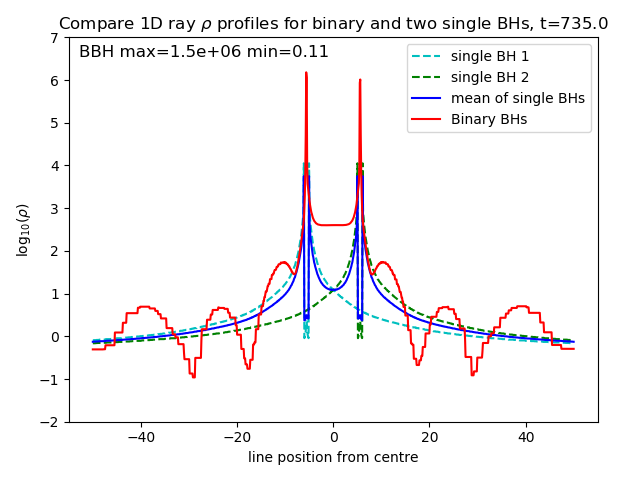 Compare 1D ray ρ profiles for binary and two single BHs, t=735.0
BBH max=1.5e+06 min=0.11
single BH 1
single BH 2
mean of single BHs
Binary BHs
log₁₀(ρ)
7
6
5
4
3
2
1
0
−1
−2
−40 −20 0 20 40
line position from centre